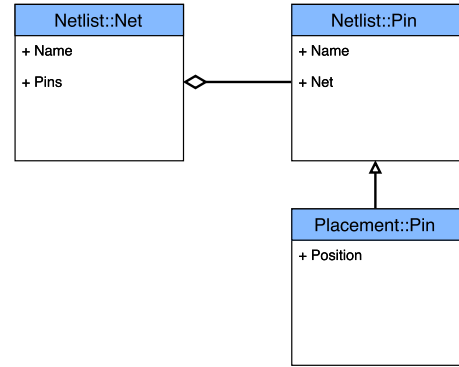 Netlist::Net
+ Name
+ Pins
Netlist::Pin
+ Name
+ Net
Placement::Pin
+ Position